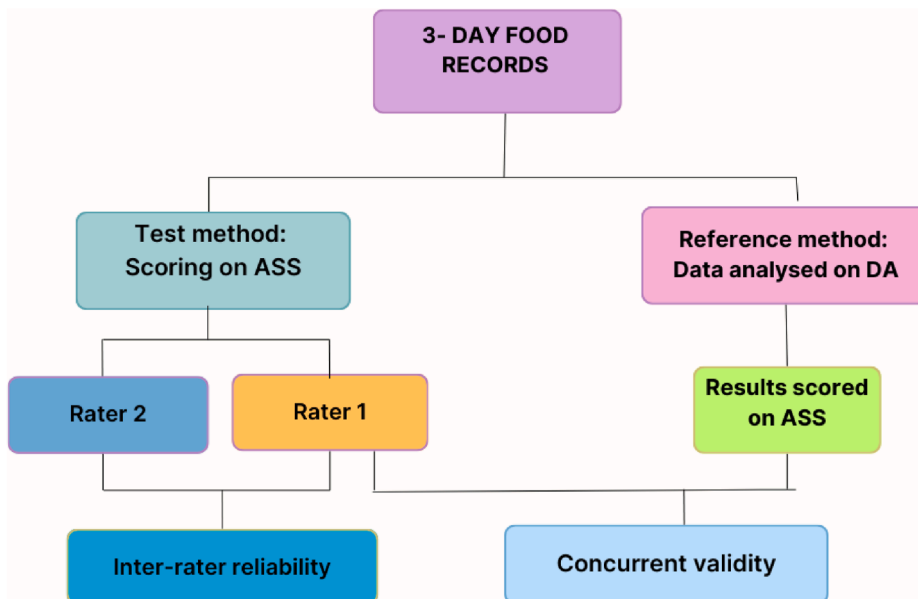 3- DAY FOOD
RECORDS
Test method:
Scoring on ASS
Reference method:
Data analysed on DA
Rater 2
Rater 1
Results scored
on ASS
Inter-rater reliability
Concurrent validity